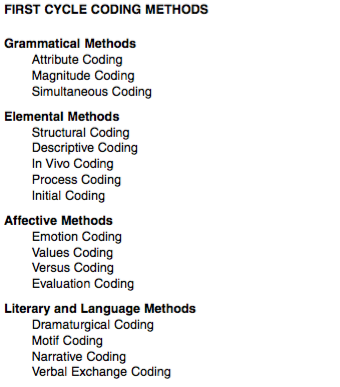 FIRST CYCLE CODING METHODS
Grammatical Methods
Attribute Coding
Magnitude Coding
Simultaneous Coding
Elemental Methods
Structural Coding
Descriptive Coding
In Vivo Coding
Process Coding
Initial Coding
Affective Methods
Emotion Coding
Values Coding
Versus Coding
Evaluation Coding
Literary and Language Methods
Dramaturgical Coding
Motif Coding
Narrative Coding
Verbal Exchange Coding